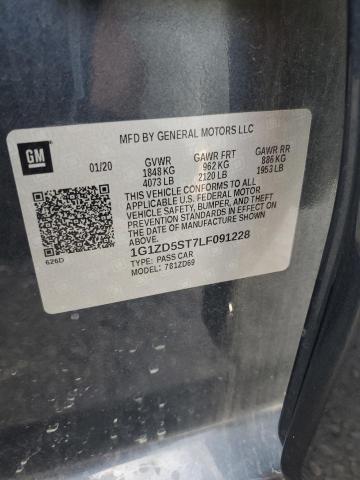 MFD BY GENERAL MOTORS LLC
GM
01/20 GVWR GAWR FRT GAWR RR
1848 KG 962 KG 886 KG
4073 LB 2120 LB 1953 LB
THIS VEHICLE CONFORMS TO ALL
APPLICABLE U.S. FEDERAL MOTOR
VEHICLE SAFETY, BUMPER, AND THEFT
PREVENTION STANDARDS IN EFFECT ON
THE DATE OF MANUFACTURE SHOWN
ABOVE.
626D
1G1ZD5ST7LF091228
TYPE: PASS CAR
MODEL: 781ZD69